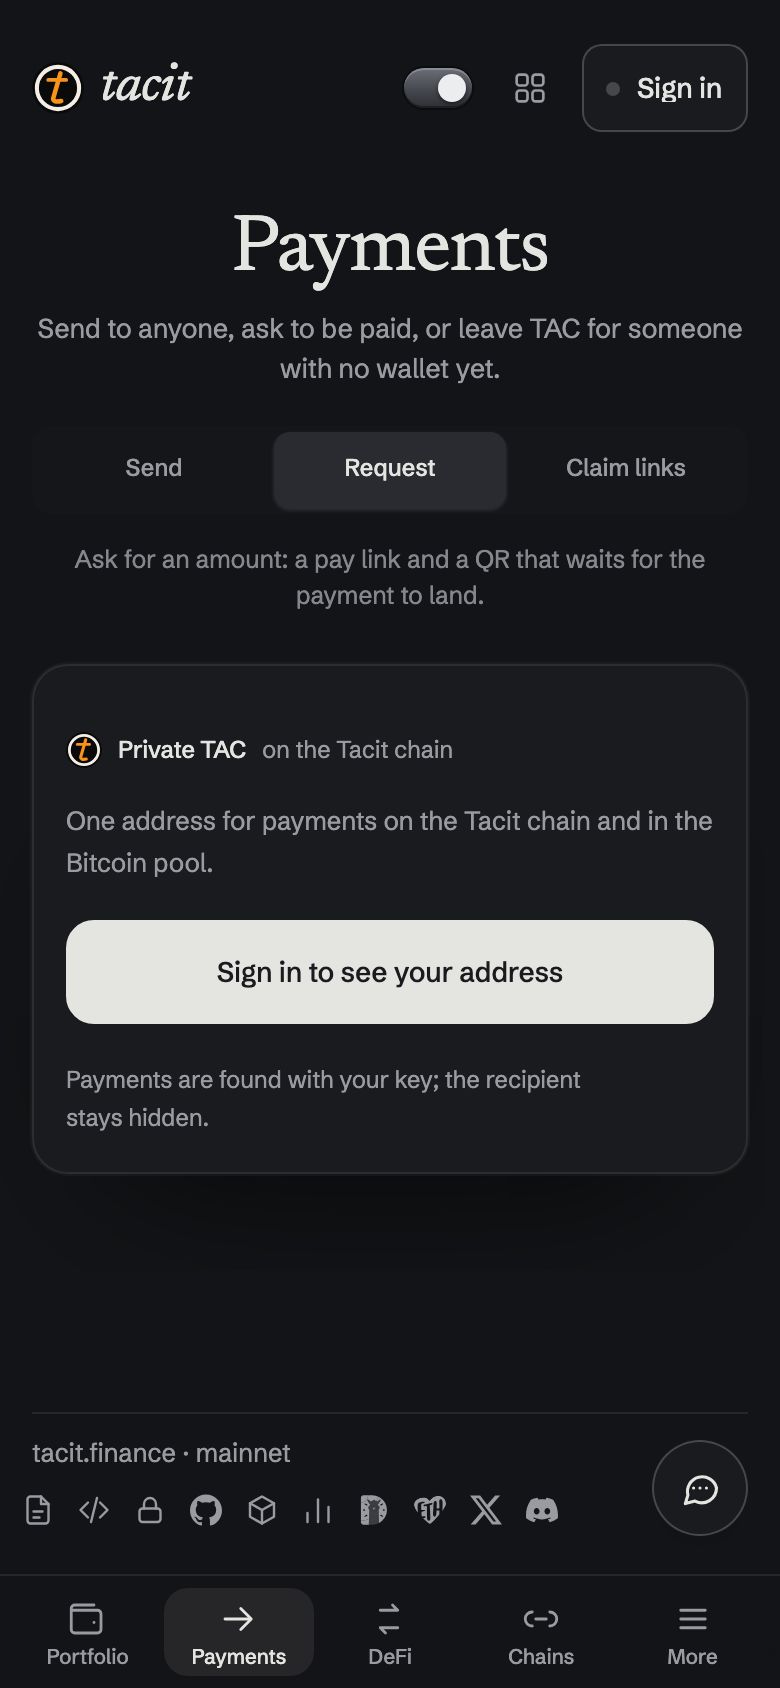 tacit
Sign in
Payments
Send to anyone, ask to be paid, or leave TAC for someone
with no wallet yet.
Send
Request
Claim links
Ask for an amount: a pay link and a QR that waits for the
payment to land.
Private TAC on the Tacit chain
One address for payments on the Tacit chain and in the
Bitcoin pool.
Sign in to see your address
Payments are found with your key; the recipient
stays hidden.
tacit.finance · mainnet
Portfolio
Payments
DeFi
Chains
More